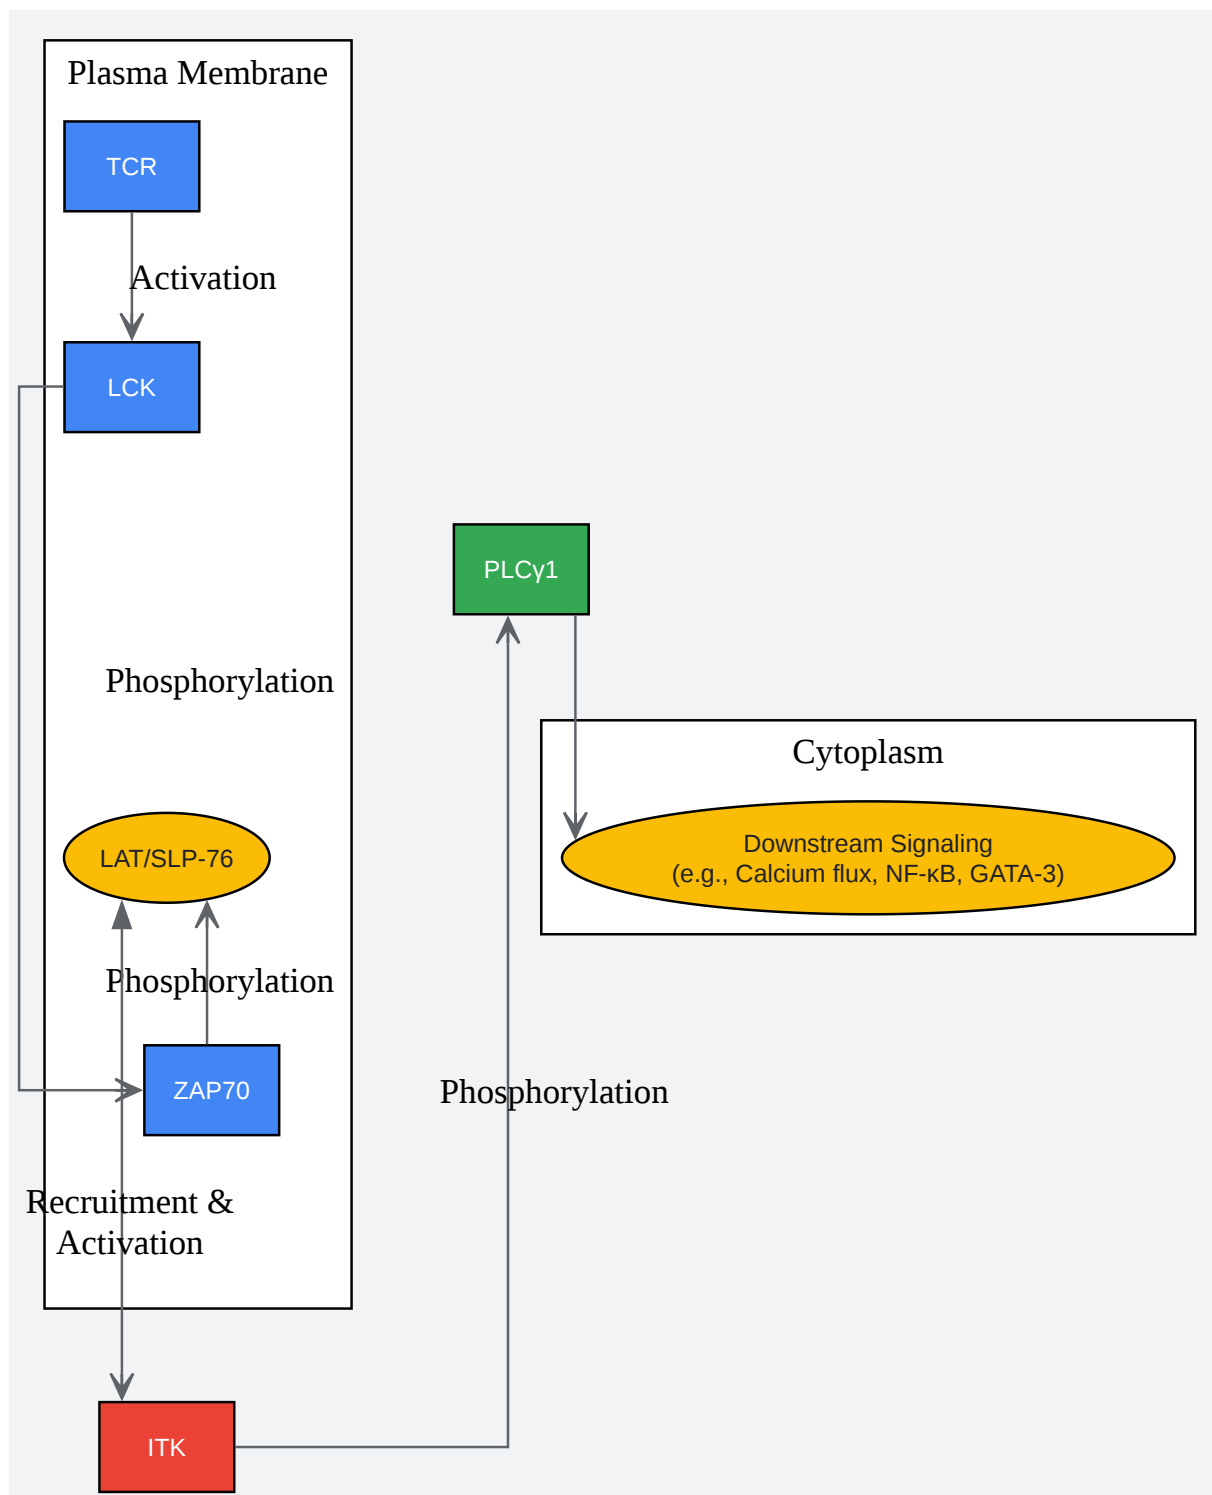 Plasma Membrane
TCR
Activation
LCK
PLCγ1
Phosphorylation
Cytoplasm
Downstream Signaling
(e.g., Calcium flux, NF-κB, GATA-3)
LAT/SLP-76
Phosphorylation
ZAP70
Phosphorylation
Recruitment &
Activation
ITK